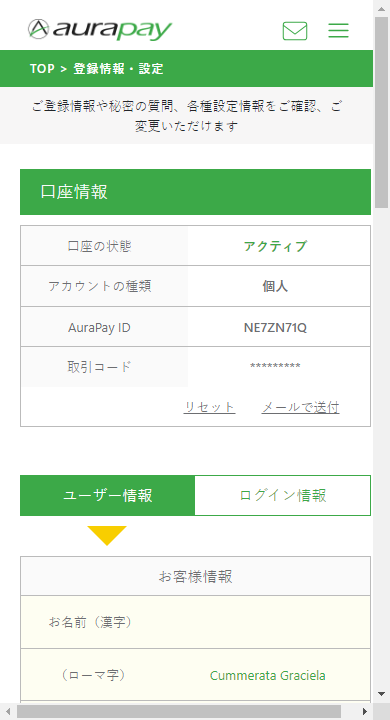 aurapay
TOP > 登録情報・設定
ご登録情報や秘密の質問、各種設定情報をご確認、ご
変更いただけます
口座情報
口座の状態 アクティブ
アカウントの種類 個人
AuraPay ID NE7ZN71Q
取引コード *********
リセット メールで送付
ユーザー情報 ログイン情報
お客様情報
お名前（漢字）
（ローマ字） Cummerata Graciela